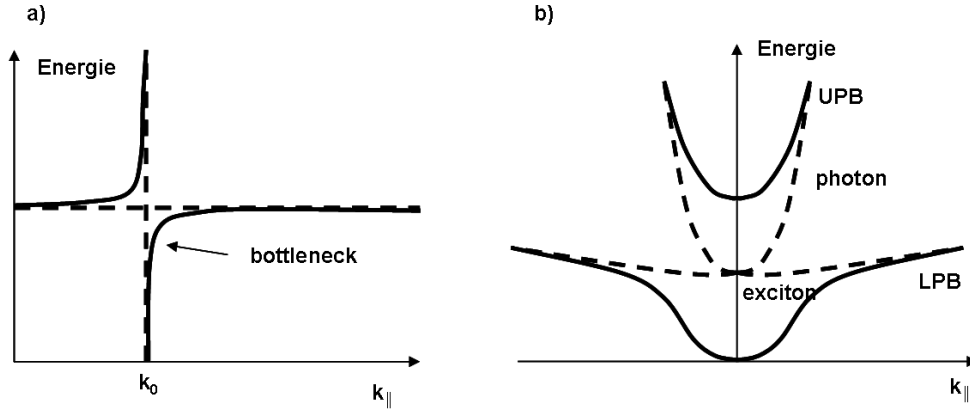 a)
Energie
bottleneck
k₀
k∥
b)
Energie
UPB
photon
exciton
LPB
k∥